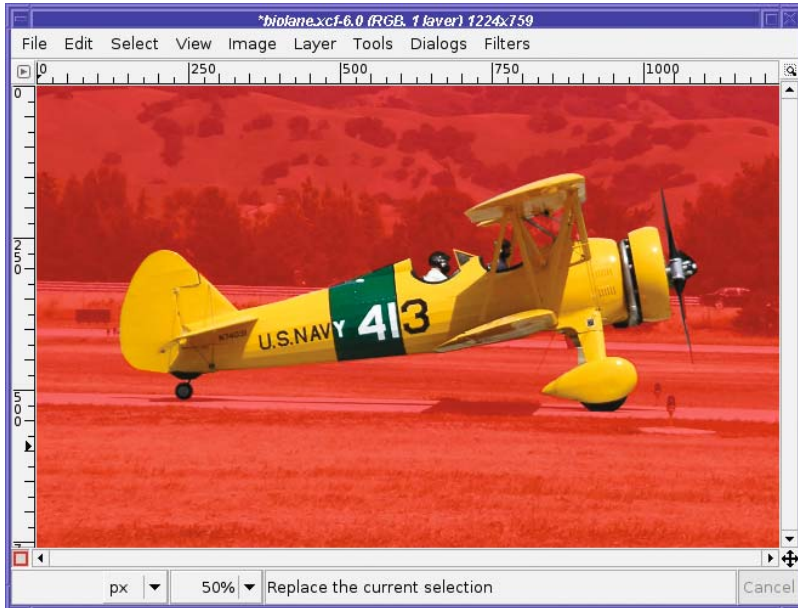 *biolane.xcf-6.0 (RGB, 1 layer) 1224x759
File Edit Select View Image Layer Tools Dialogs Filters
0 250 500 750 1000
0
250
500
U.S.NAVY 413
px 50% Replace the current selection Cancel